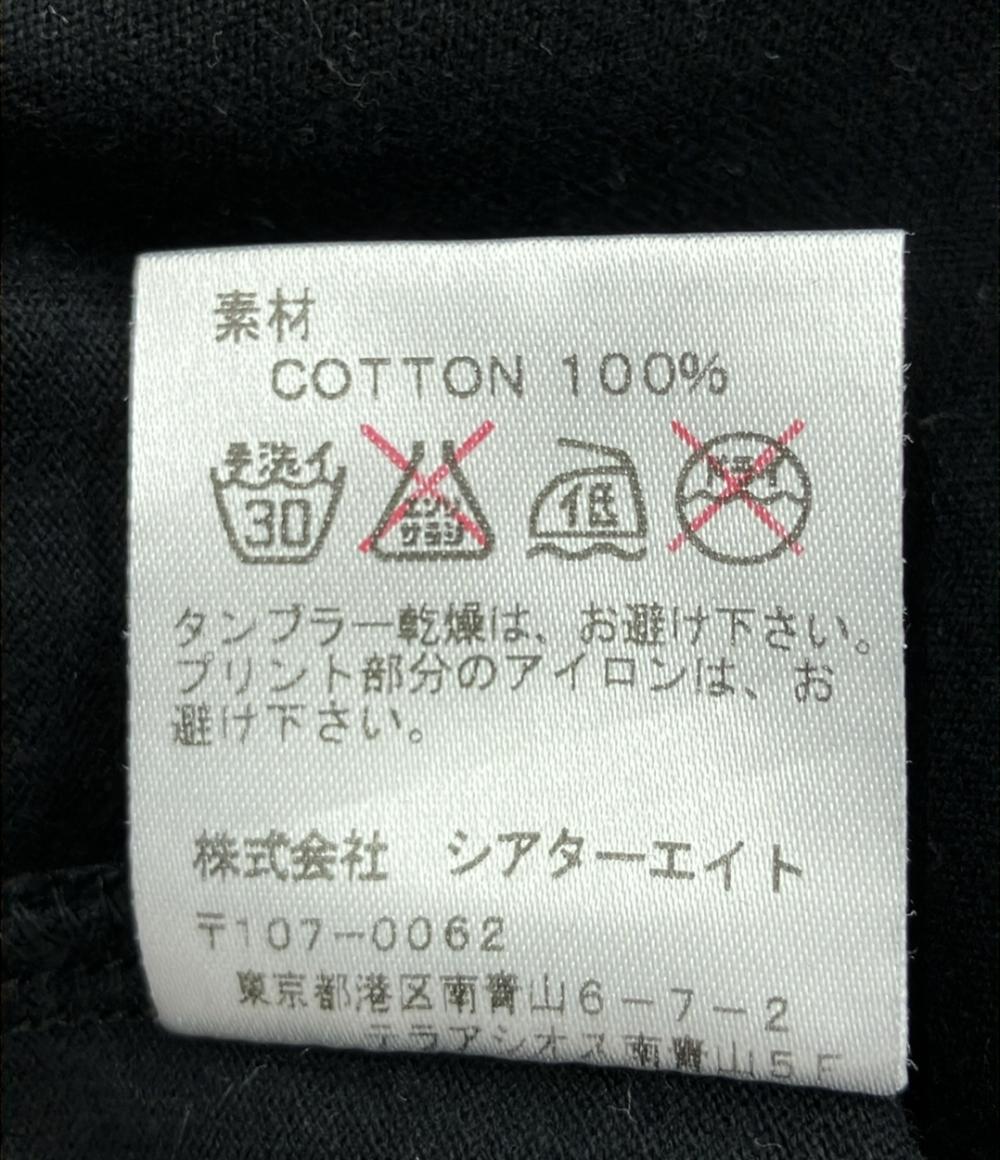 素材
COTTON 100%
手洗イ 30
エンソ サラシ
低
ドライ
タンブラー乾燥は、お避け下さい。
プリント部分のアイロンは、お
避け下さい。
株式会社 シアターエイト
〒107-0062
東京都港区南青山6-7-2
テラアシオス南青山5F